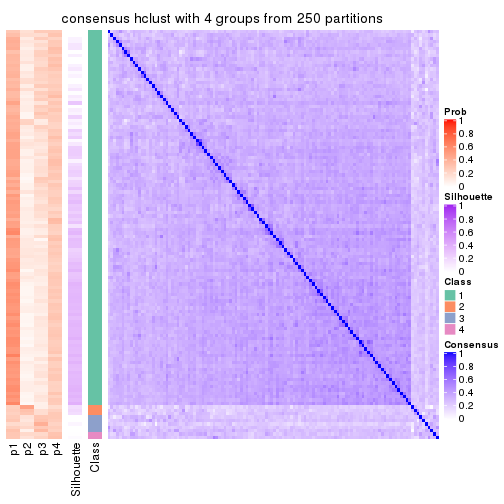 consensus hclust with 4 groups from 250 partitions
Prob
1
0.8
0.6
0.4
0.2
0
Silhouette
1
0.8
0.6
0.4
0.2
0
Class
1
2
3
4
Consensus
1
0.8
0.6
0.4
0.2
0
p1
p2
p3
p4
Silhouette
Class